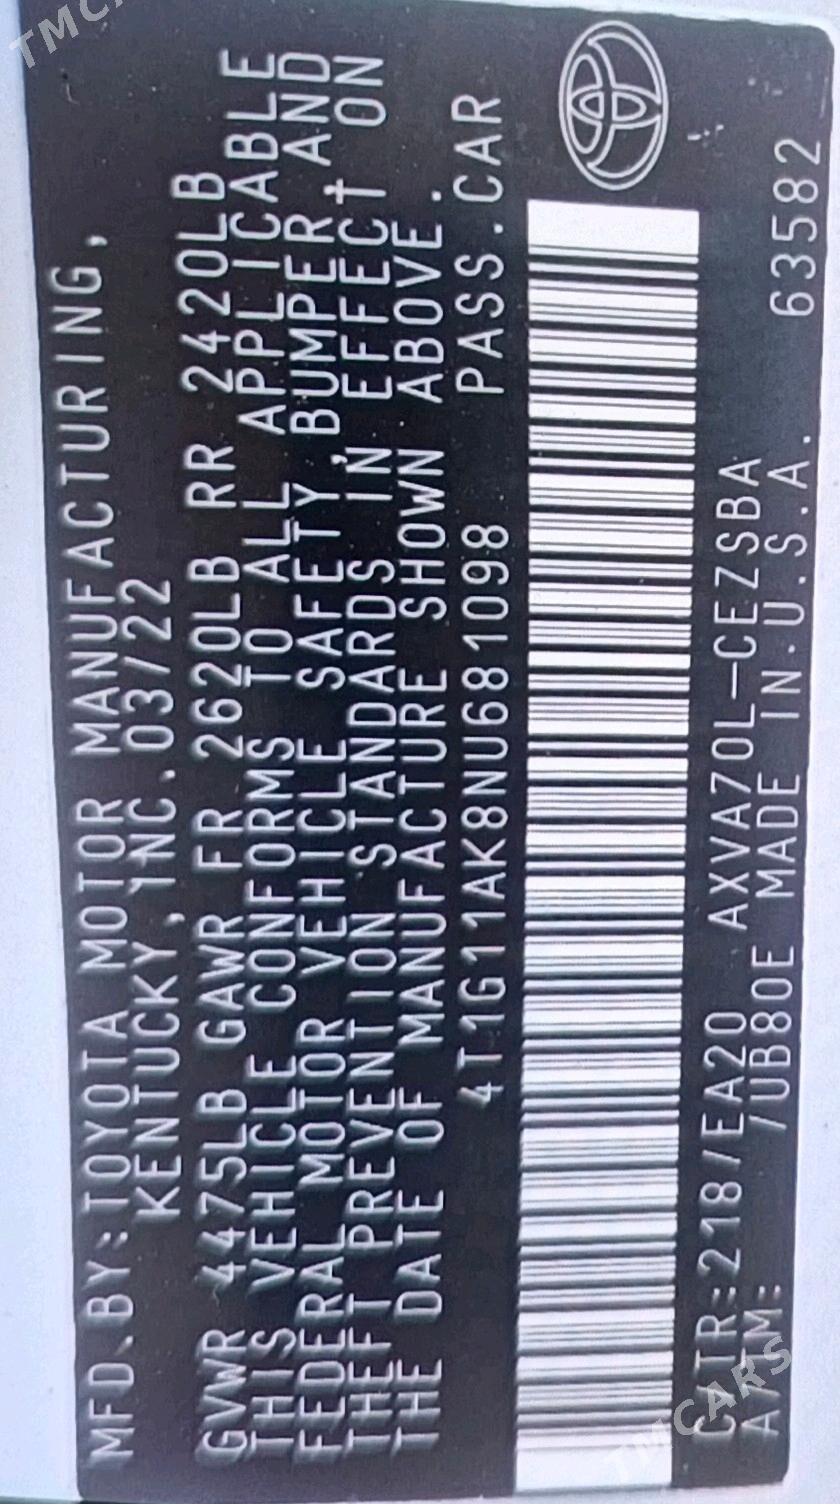 MFD.BY:TOYOTA MOTOR MANUFACTURING,
KENTUCKY, INC. 03/22
GVWR 4475LB GAWR FR 2620LB RR 2420LB
THIS VEHICLE CONFORMS TO ALL APPLICABLE
FEDERAL MOTOR VEHICLE SAFETY, BUMPER AND
THEFT PREVENTION STANDARDS IN EFFECT ON
THE DATE OF MANUFACTURE SHOWN ABOVE.
4T1G11AK8NU681098 PASS.CAR
C/TR:218/EA20 AXVA70L-CEZSBA
A/TM: /UB80E MADE IN U.S.A. 63582
TMCARS